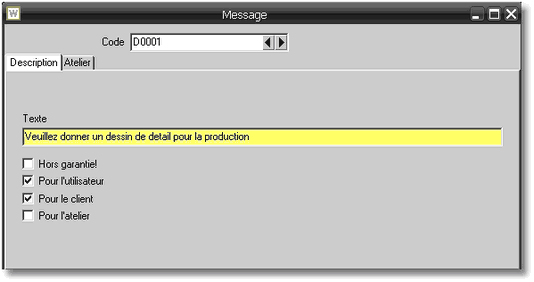 Message
Code D0001
Description Atelier
Texte
Veuillez donner un dessin de detail pour la production
Hors garantie!
Pour l'utilisateur
Pour le client
Pour l'atelier